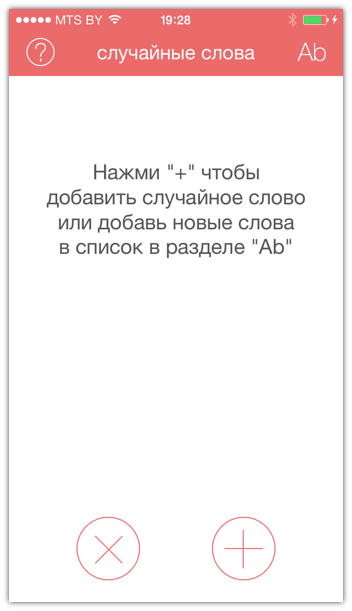 MTS BY 19:28
? случайные слова Ab
Нажми "+" чтобы
добавить случайное слово
или добавь новые слова
в список в разделе "Ab"